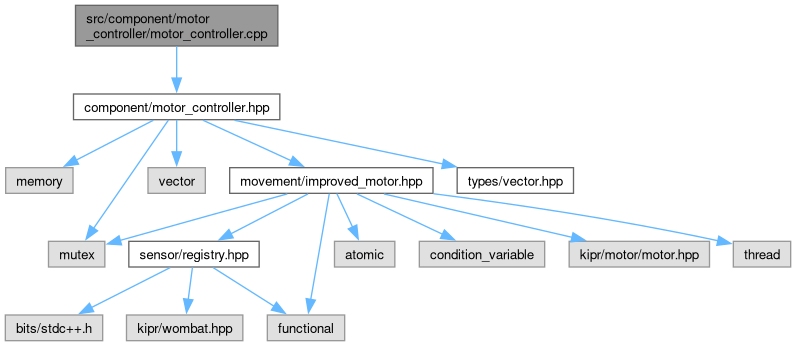 src/component/motor
_controller/motor_controller.cpp
component/motor_controller.hpp
memory
vector
movement/improved_motor.hpp
types/vector.hpp
mutex
sensor/registry.hpp
atomic
condition_variable
kipr/motor/motor.hpp
thread
bits/stdc++.h
kipr/wombat.hpp
functional